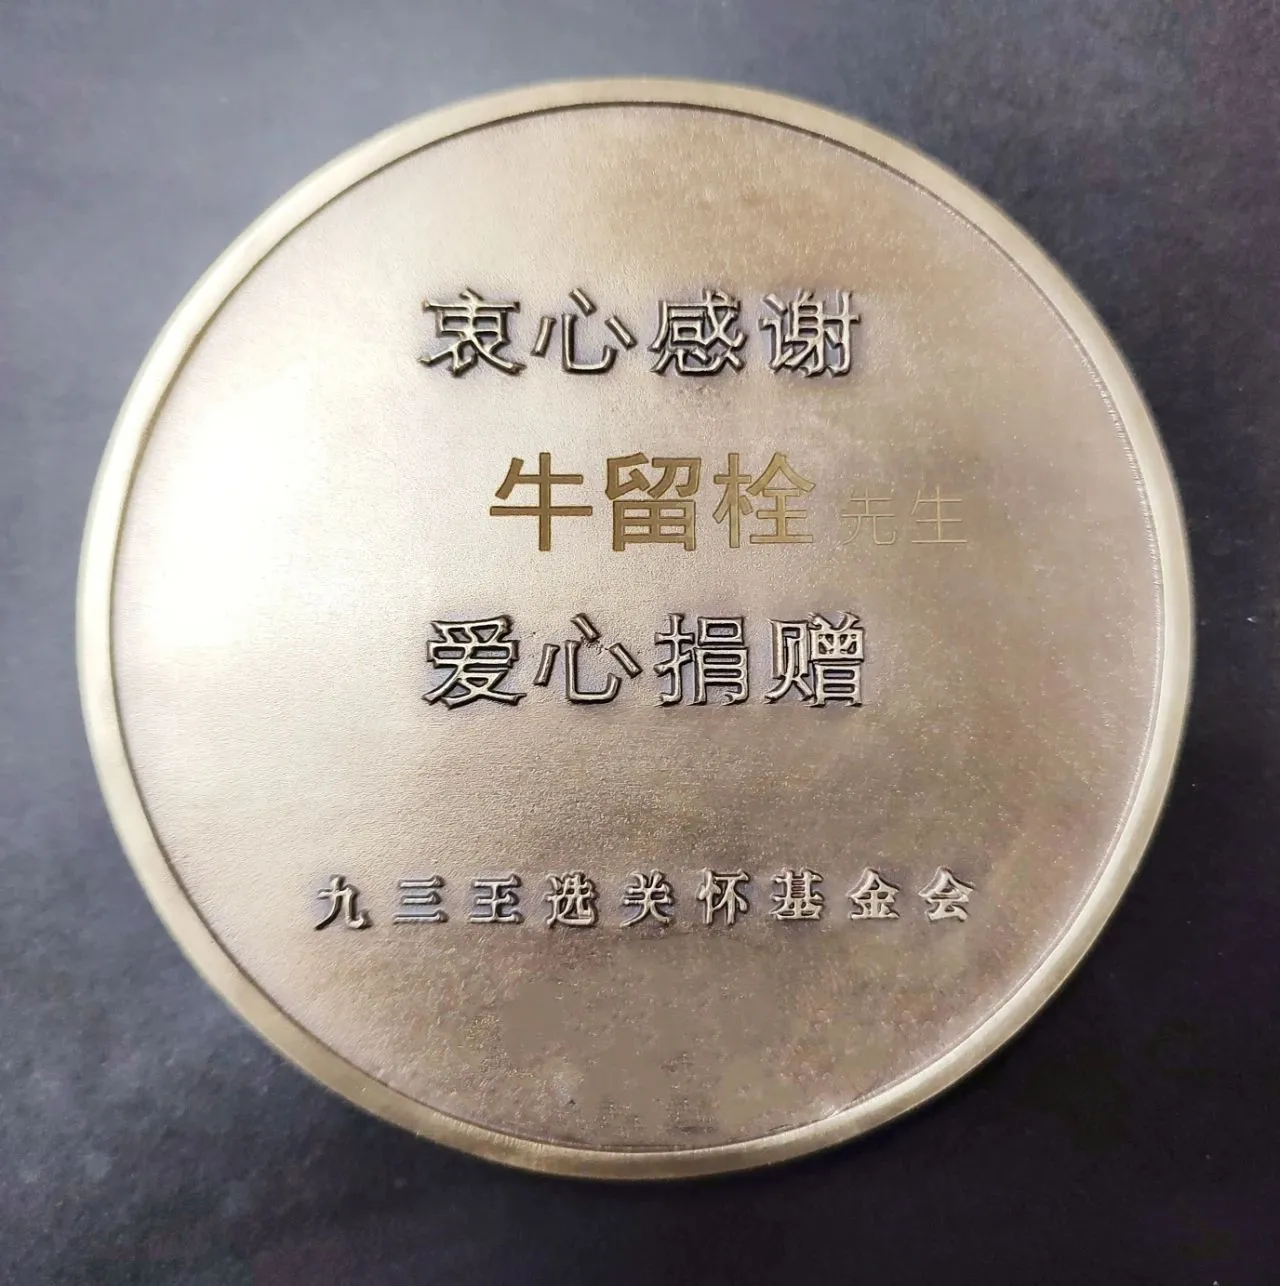 衷心感谢
牛留栓 先生
爱心捐赠
九三王选关怀基金会